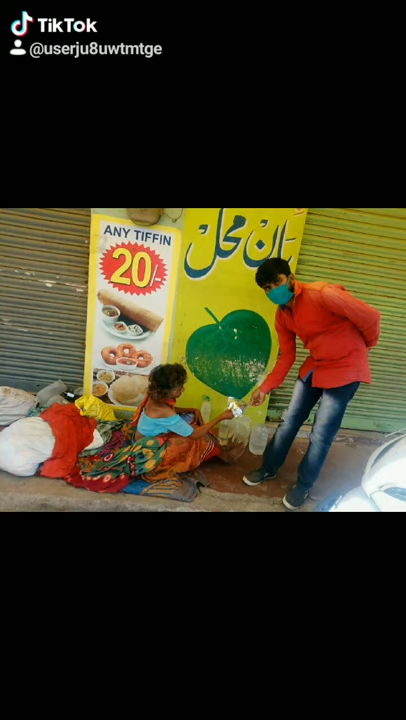 TikTok
@userju8uwtmtge
ANY TIFFIN
20/-
پان محل